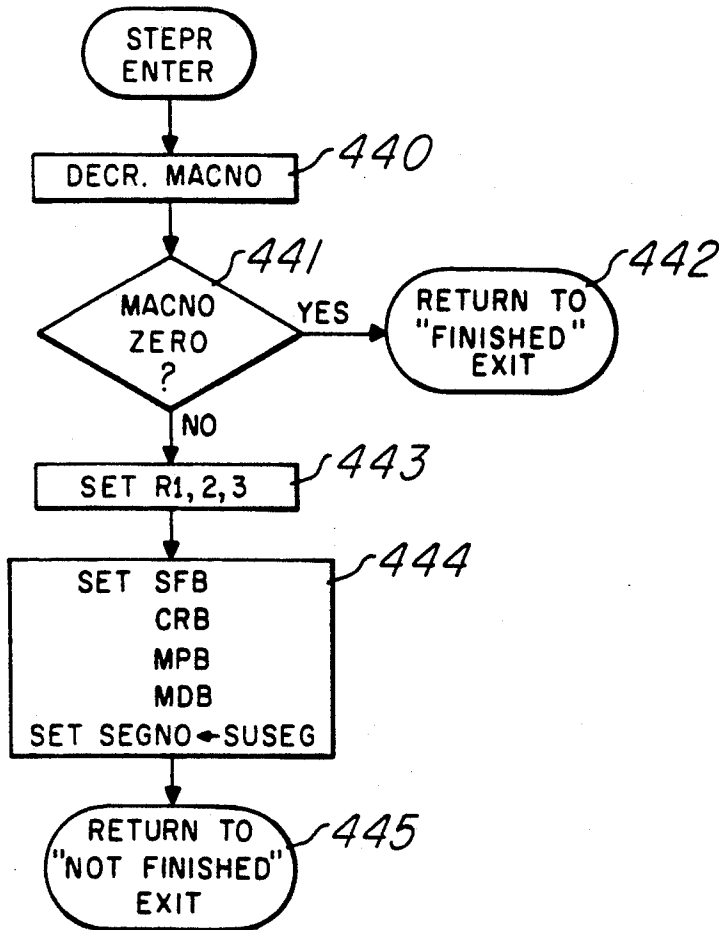 STEPR
ENTER
440
DECR. MACNO
441
MACNO
ZERO
?
YES
442
RETURN TO
"FINISHED"
EXIT
NO
443
SET R1, 2, 3
444
SET SFB
CRB
MPB
MDB
SET SEGNO←SUSEG
445
RETURN TO
"NOT FINISHED"
EXIT